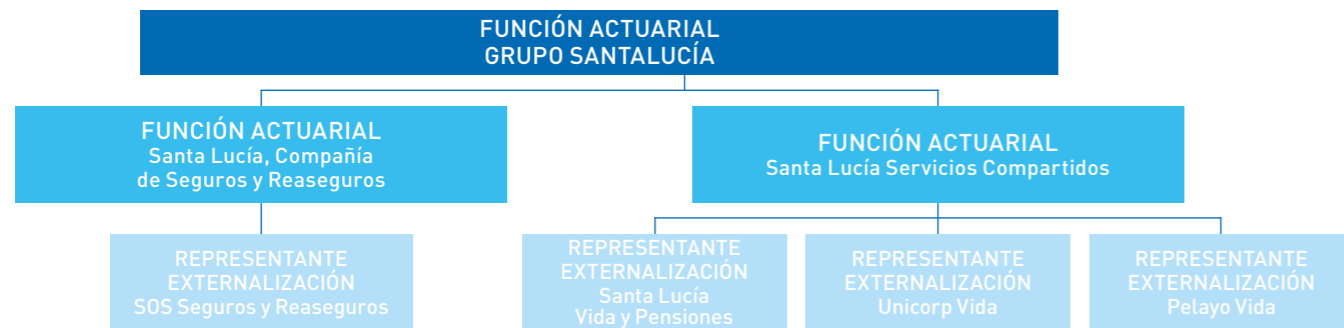 FUNCIÓN ACTUARIAL
GRUPO SANTALUCÍA
FUNCIÓN ACTUARIAL
Santa Lucía, Compañía
de Seguros y Reaseguros
FUNCIÓN ACTUARIAL
Santa Lucía Servicios Compartidos
REPRESENTANTE
EXTERNALIZACIÓN
SOS Seguros y Reaseguros
REPRESENTANTE
EXTERNALIZACIÓN
Santa Lucía
Vida y Pensiones
REPRESENTANTE
EXTERNALIZACIÓN
Unicorp Vida
REPRESENTANTE
EXTERNALIZACIÓN
Pelayo Vida